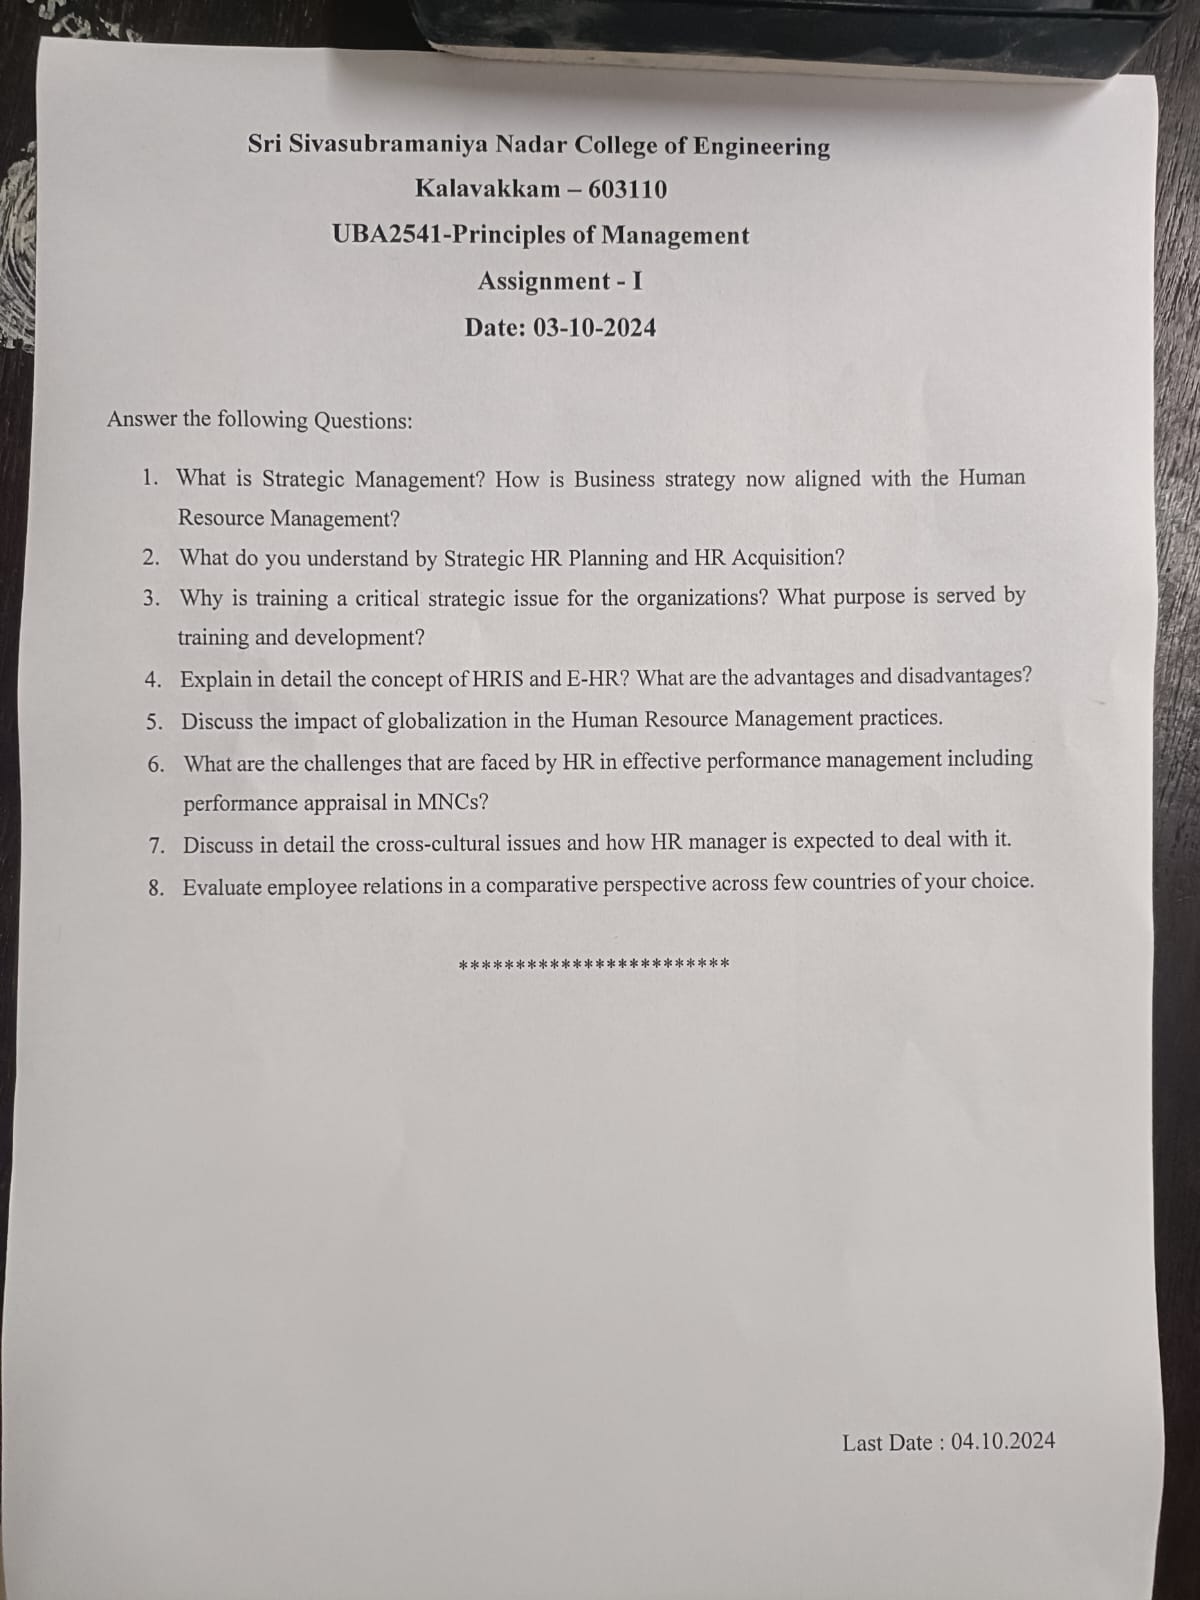 Sri Sivasubramaniya Nadar College of Engineering
Kalavakkam – 603110
UBA2541-Principles of Management
Assignment - I
Date: 03-10-2024
Answer the following Questions:
1. What is Strategic Management? How is Business strategy now aligned with the Human
Resource Management?
2. What do you understand by Strategic HR Planning and HR Acquisition?
3. Why is training a critical strategic issue for the organizations? What purpose is served by
training and development?
4. Explain in detail the concept of HRIS and E-HR? What are the advantages and disadvantages?
5. Discuss the impact of globalization in the Human Resource Management practices.
6. What are the challenges that are faced by HR in effective performance management including
performance appraisal in MNCs?
7. Discuss in detail the cross-cultural issues and how HR manager is expected to deal with it.
8. Evaluate employee relations in a comparative perspective across few countries of your choice.
************************
Last Date : 04.10.2024